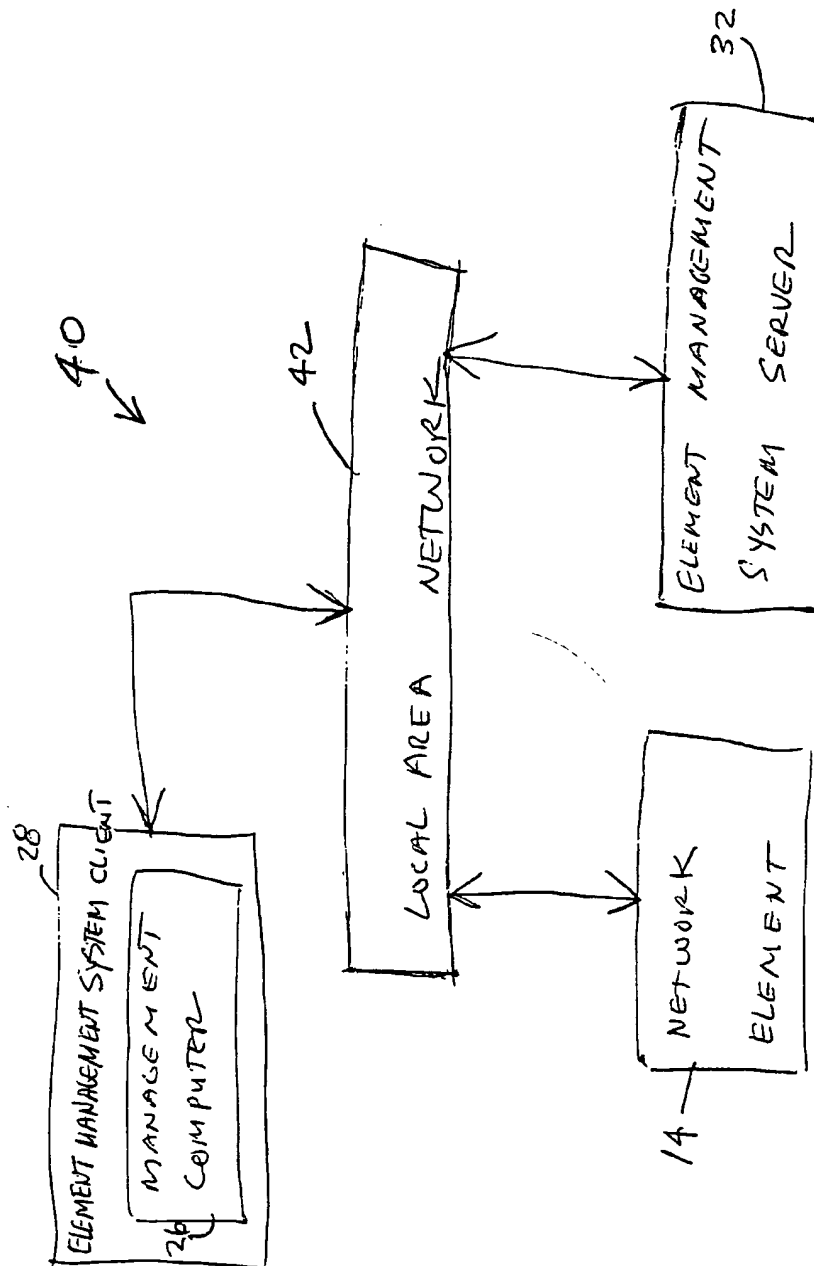 40
28
ELEMENT MANAGEMENT SYSTEM CLIENT
MANAGEMENT
COMPUTER
26
42
LOCAL AREA NETWORK
NETWORK
ELEMENT
14
ELEMENT MANAGEMENT
SYSTEM SERVER
32